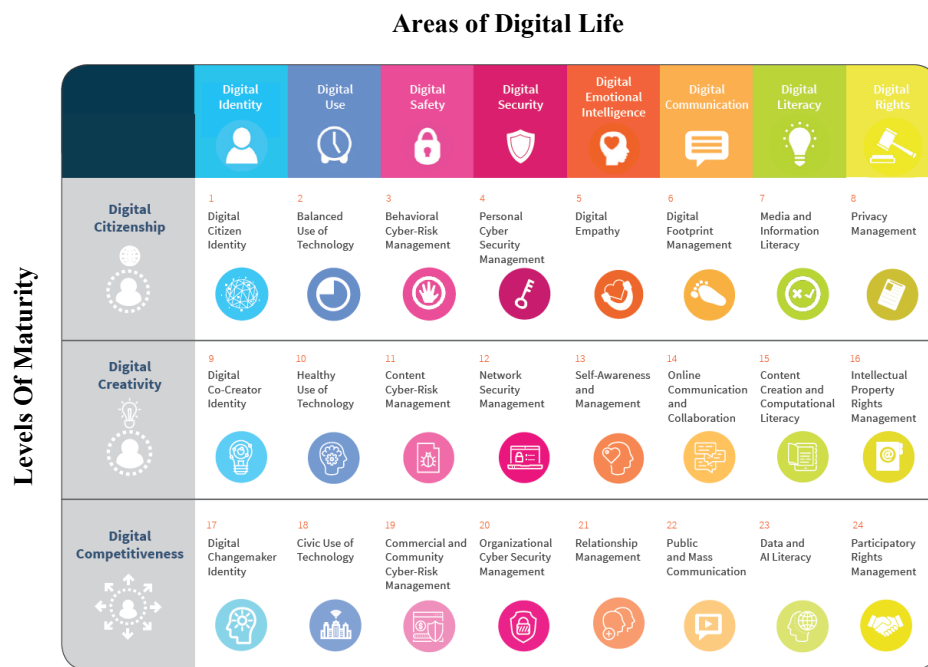 Areas of Digital Life
Levels Of Maturity
Digital
Identity
Digital
Use
Digital
Safety
Digital
Security
Digital
Emotional
Intelligence
Digital
Communication
Digital
Literacy
Digital
Rights
Digital
Citizenship
1
Digital
Citizen
Identity
2
Balanced
Use of
Technology
3
Behavioral
Cyber-Risk
Management
4
Personal
Cyber
Security
Management
5
Digital
Empathy
6
Digital
Footprint
Management
7
Media and
Information
Literacy
8
Privacy
Management
Digital
Creativity
9
Digital
Co-Creator
Identity
10
Healthy
Use of
Technology
11
Content
Cyber-Risk
Management
12
Network
Security
Management
13
Self-Awareness
and
Management
14
Online
Communication
and
Collaboration
15
Content
Creation and
Computational
Literacy
16
Intellectual
Property
Rights
Management
@
Digital
Competitiveness
17
Digital
Changemaker
Identity
18
Civic Use of
Technology
19
Commercial and
Community
Cyber-Risk
Management
$
20
Organizational
Cyber Security
Management
21
Relationship
Management
22
Public
and Mass
Communication
23
Data and
AI Literacy
24
Participatory
Rights
Management